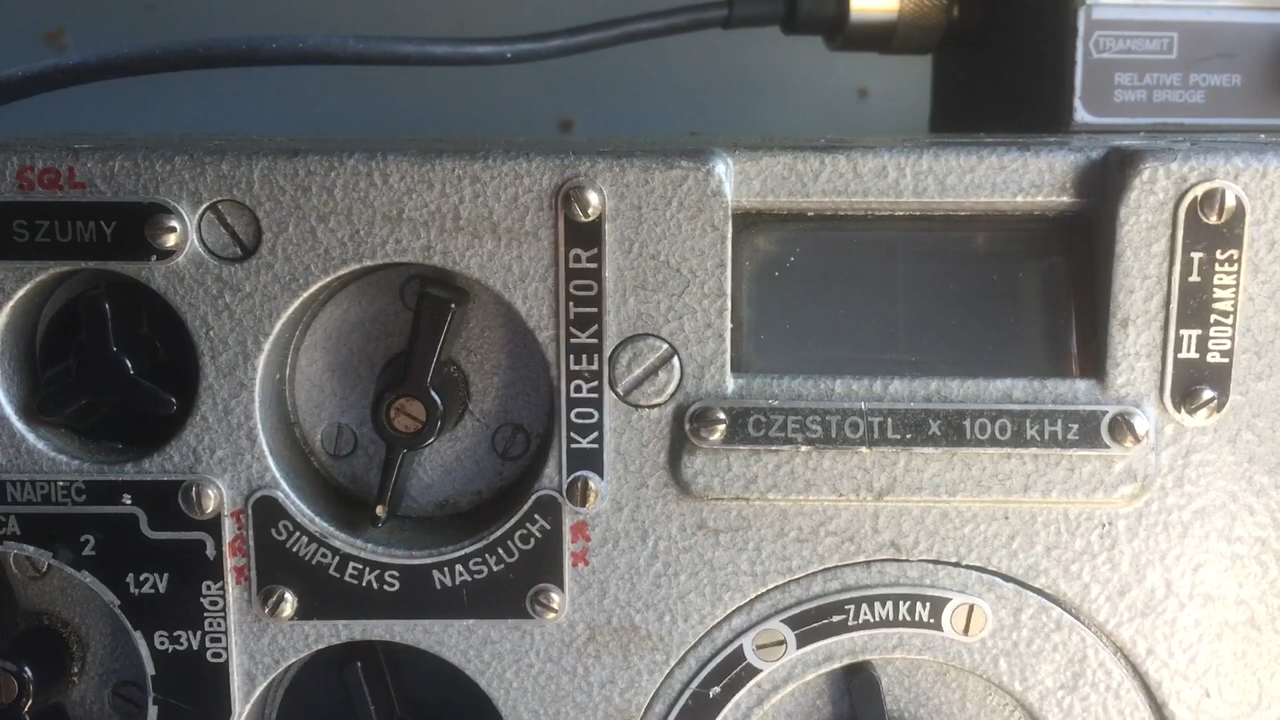 TRANSMIT
RELATIVE POWER
SWR BRIDGE
SQL
SZUMY
KOREKTOR
I
II
PODZAKRES
CZĘSTOTL. x 100 kHz
NAPIĘĆ
CA
2
1,2V
6,3V
ODBIÓR
SIMPLEKS NASŁUCH
ZAMKN.